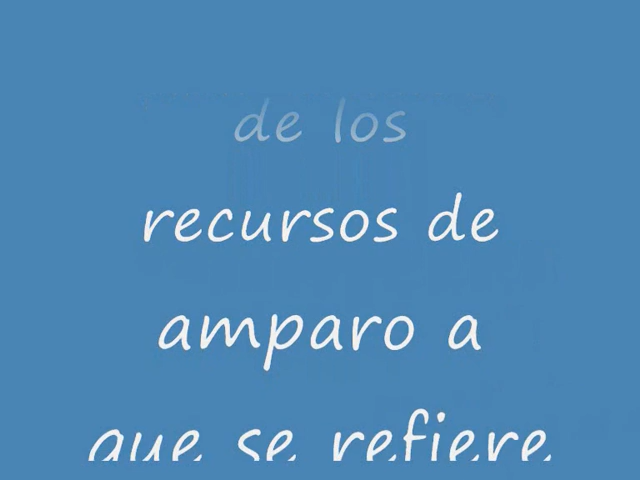 de los
recursos de
amparo a
que se refiere